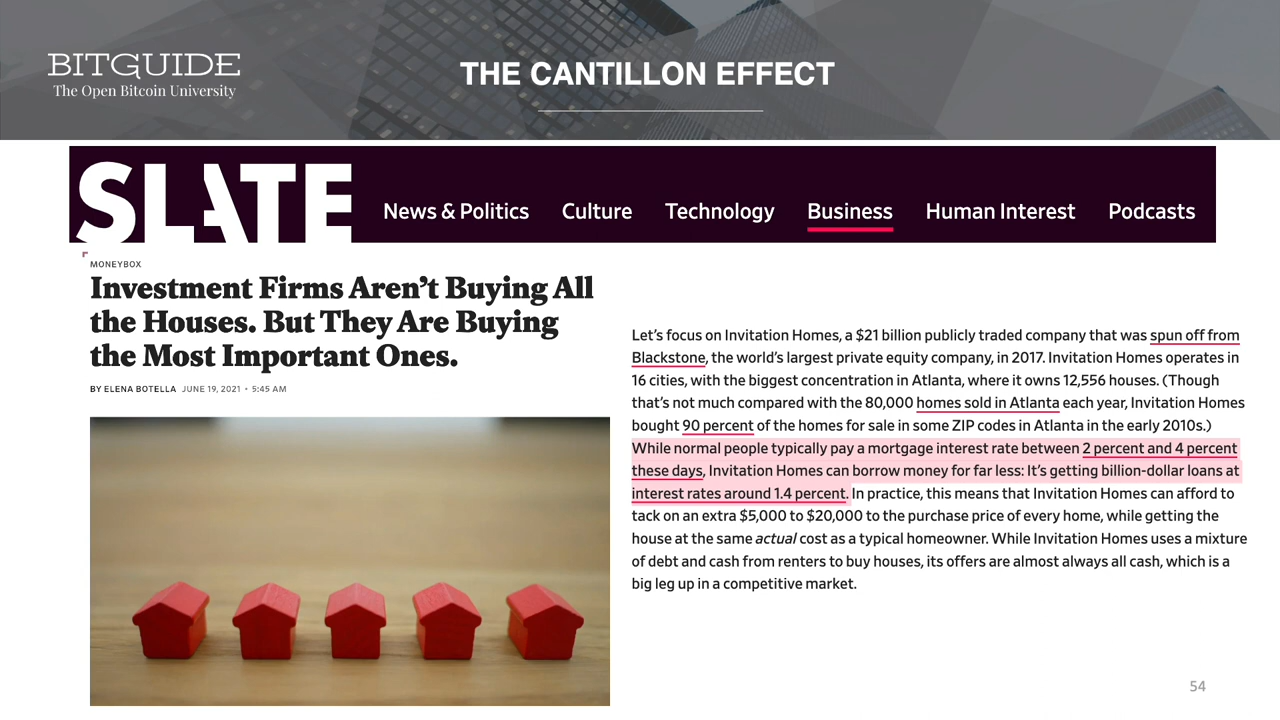 BITGUIDE
The Open Bitcoin University
THE CANTILLON EFFECT
SLATE
News & Politics Culture Technology Business Human Interest Podcasts
MONEYBOX
Investment Firms Aren’t Buying All
the Houses. But They Are Buying
the Most Important Ones.
BY ELENA BOTELLA JUNE 19, 2021 • 5:45 AM
Let’s focus on Invitation Homes, a $21 billion publicly traded company that was spun off from
Blackstone, the world’s largest private equity company, in 2017. Invitation Homes operates in
16 cities, with the biggest concentration in Atlanta, where it owns 12,556 houses. (Though
that’s not much compared with the 80,000 homes sold in Atlanta each year, Invitation Homes
bought 90 percent of the homes for sale in some ZIP codes in Atlanta in the early 2010s.)
While normal people typically pay a mortgage interest rate between 2 percent and 4 percent
these days, Invitation Homes can borrow money for far less: It’s getting billion-dollar loans at
interest rates around 1.4 percent. In practice, this means that Invitation Homes can afford to
tack on an extra $5,000 to $20,000 to the purchase price of every home, while getting the
house at the same actual cost as a typical homeowner. While Invitation Homes uses a mixture
of debt and cash from renters to buy houses, its offers are almost always all cash, which is a
big leg up in a competitive market.
54